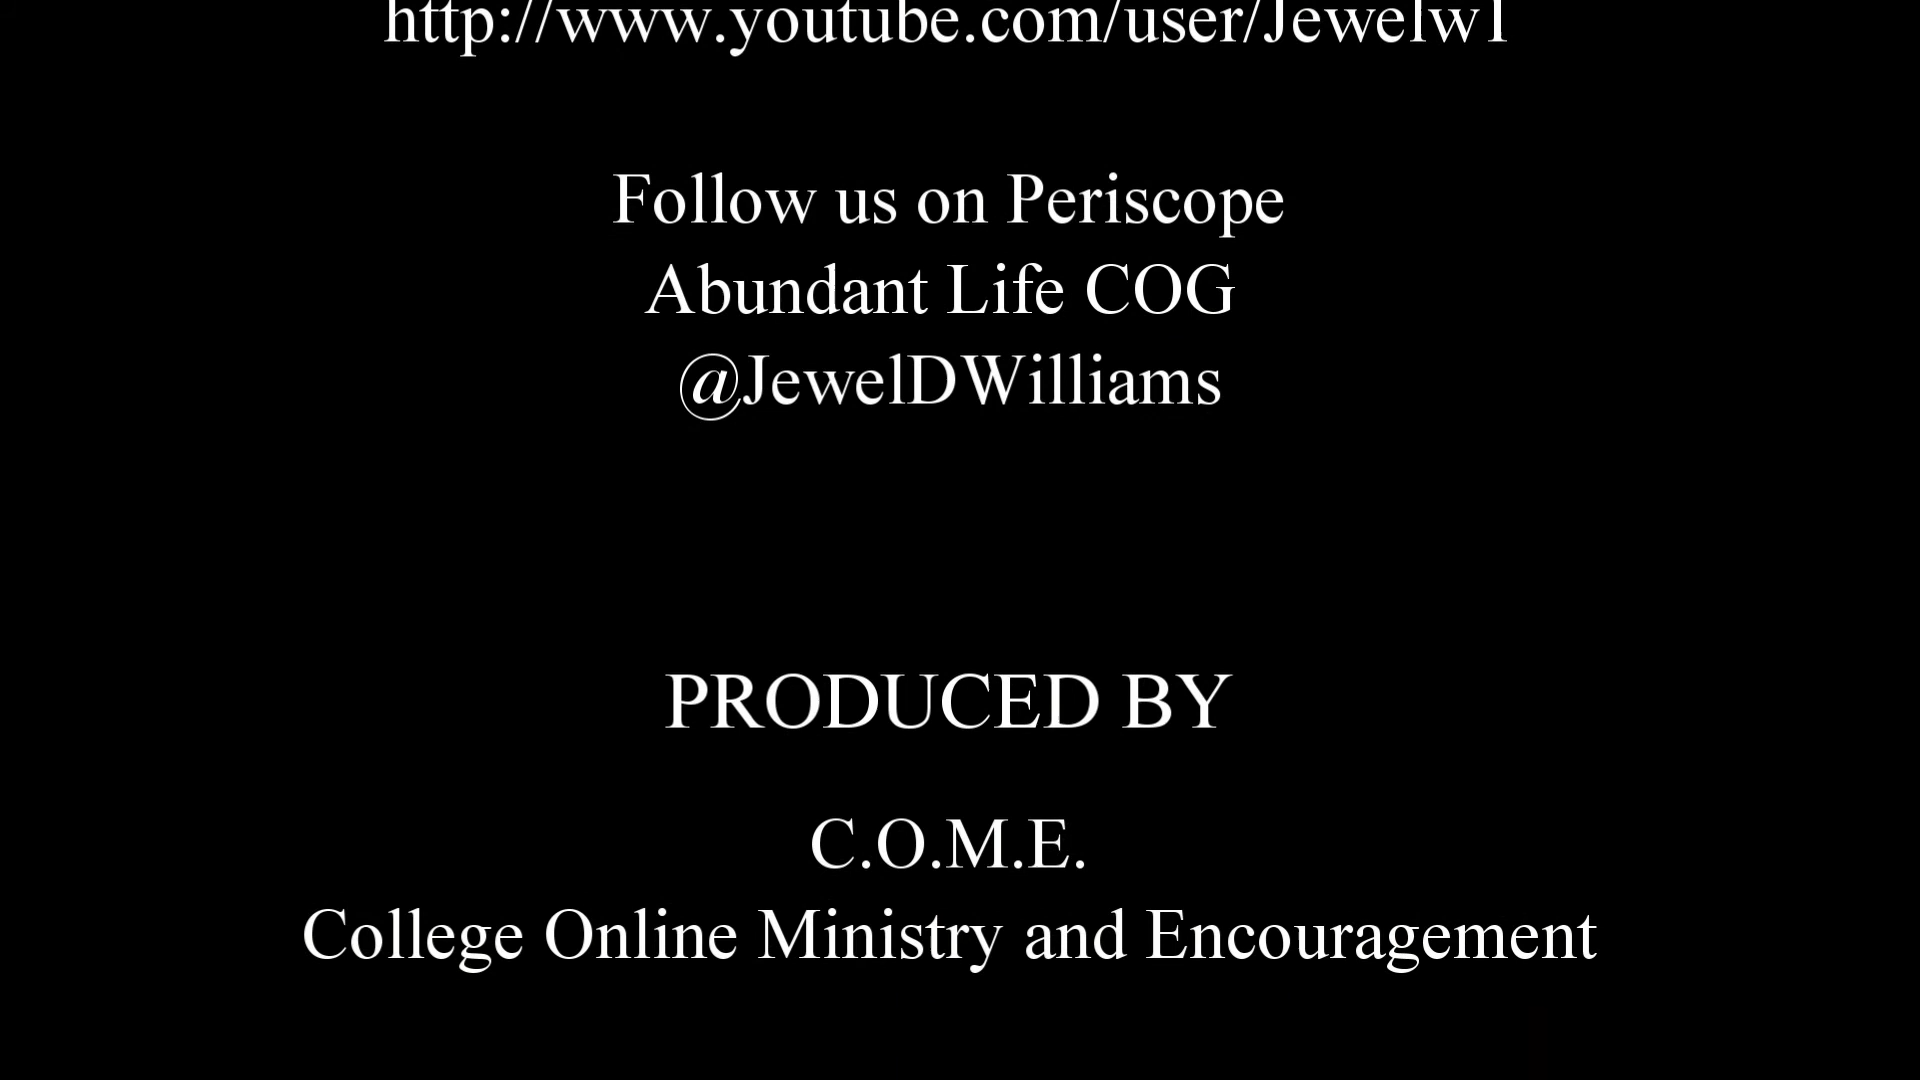 http://www.youtube.com/user/Jewelw1
Follow us on Periscope
Abundant Life COG
@JewelDWilliams
PRODUCED BY
C.O.M.E.
College Online Ministry and Encouragement